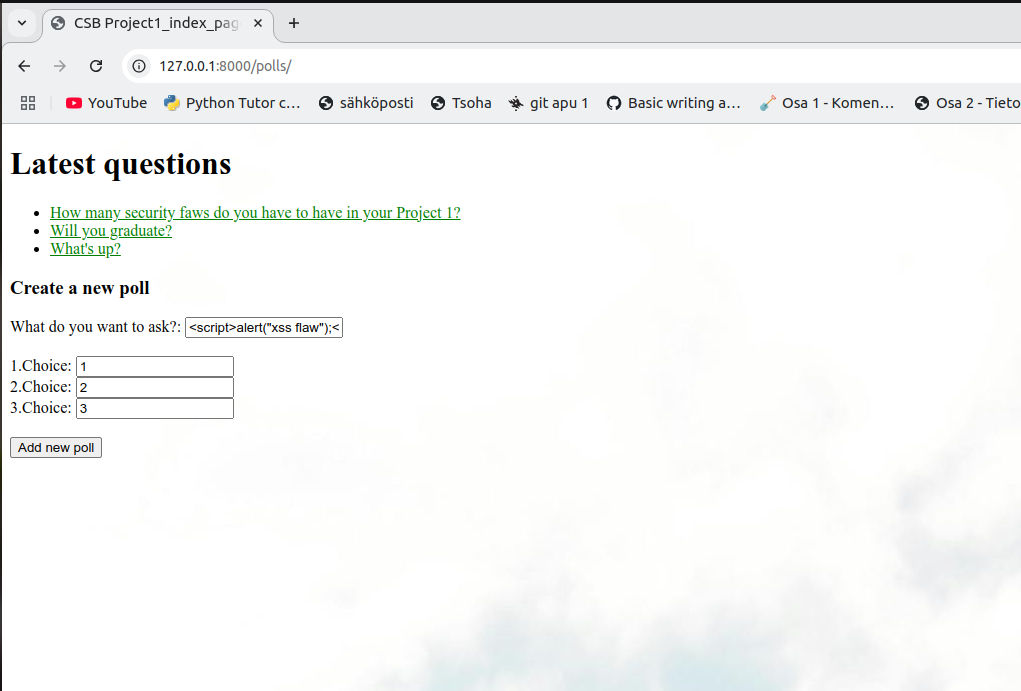 CSB Project1_index_pag
127.0.0.1:8000/polls/
YouTube Python Tutor c... sähköposti Tsoha git apu 1 Basic writing a... Osa 1 - Komen... Osa 2 - Tieto
Latest questions
How many security faws do you have to have in your Project 1?
Will you graduate?
What's up?
Create a new poll
What do you want to ask?: <script>alert("xss flaw");<
1.Choice: 1
2.Choice: 2
3.Choice: 3
Add new poll